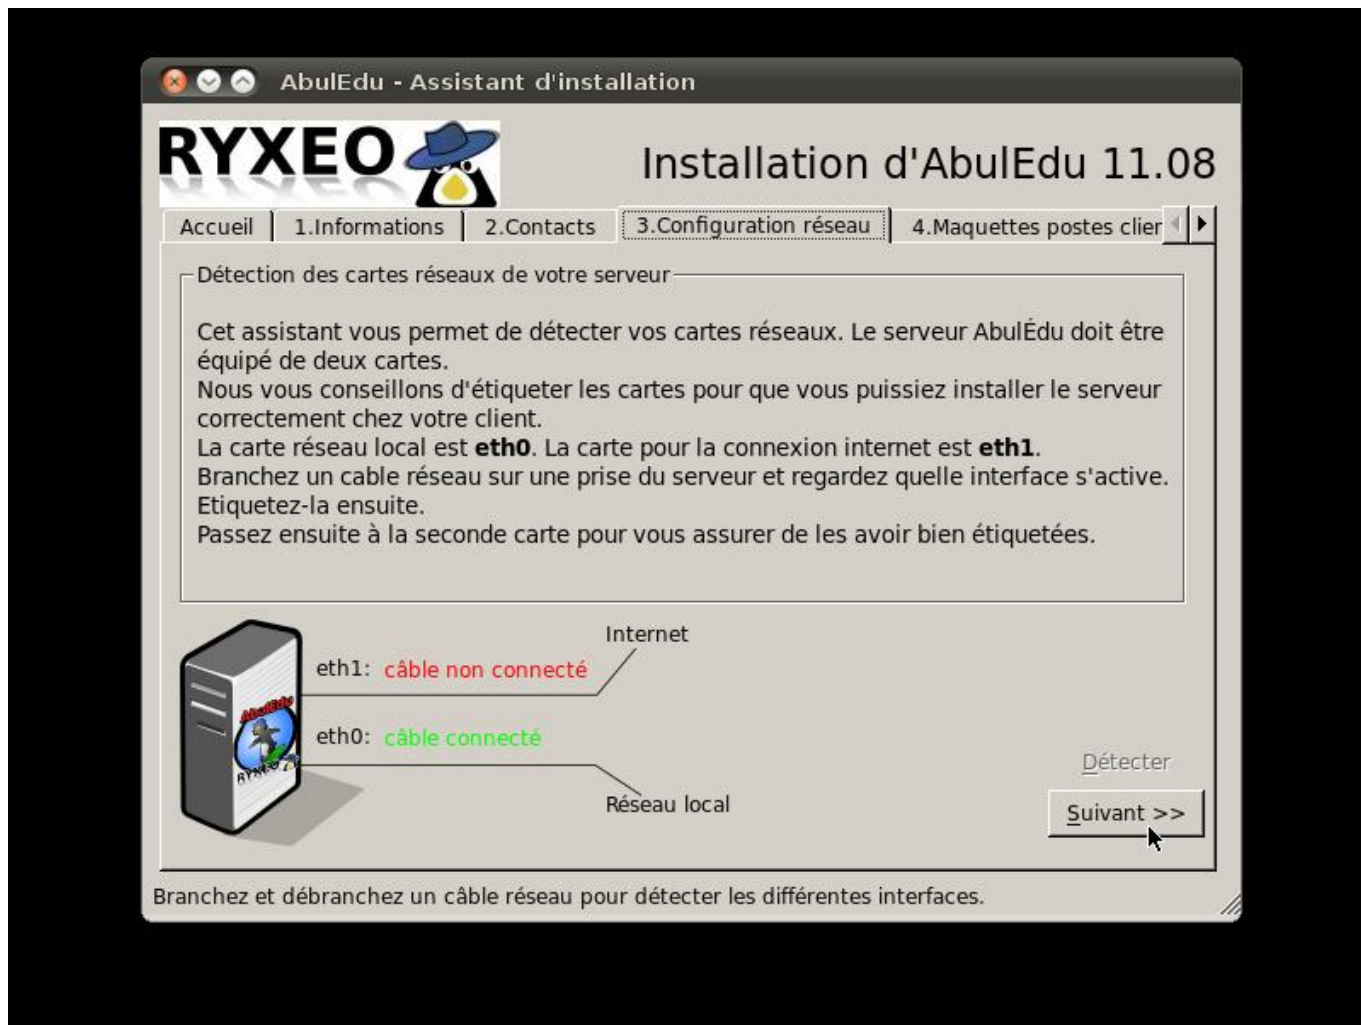 AbulEdu - Assistant d'installation
RYXEO
Installation d'AbulEdu 11.08
Accueil
1.Informations
2.Contacts
3.Configuration réseau
4.Maquettes postes clier
Détection des cartes réseaux de votre serveur
Cet assistant vous permet de détecter vos cartes réseaux. Le serveur AbulÉdu doit être
équipé de deux cartes.
Nous vous conseillons d'étiqueter les cartes pour que vous puissiez installer le serveur
correctement chez votre client.
La carte réseau local est eth0. La carte pour la connexion internet est eth1.
Branchez un cable réseau sur une prise du serveur et regardez quelle interface s'active.
Etiquetez-la ensuite.
Passez ensuite à la seconde carte pour vous assurer de les avoir bien étiquetées.
Internet
eth1: câble non connecté
AbulEdu
eth0: câble connecté
RYXEO
Détecter
Réseau local
Suivant >>
Branchez et débranchez un câble réseau pour détecter les différentes interfaces.